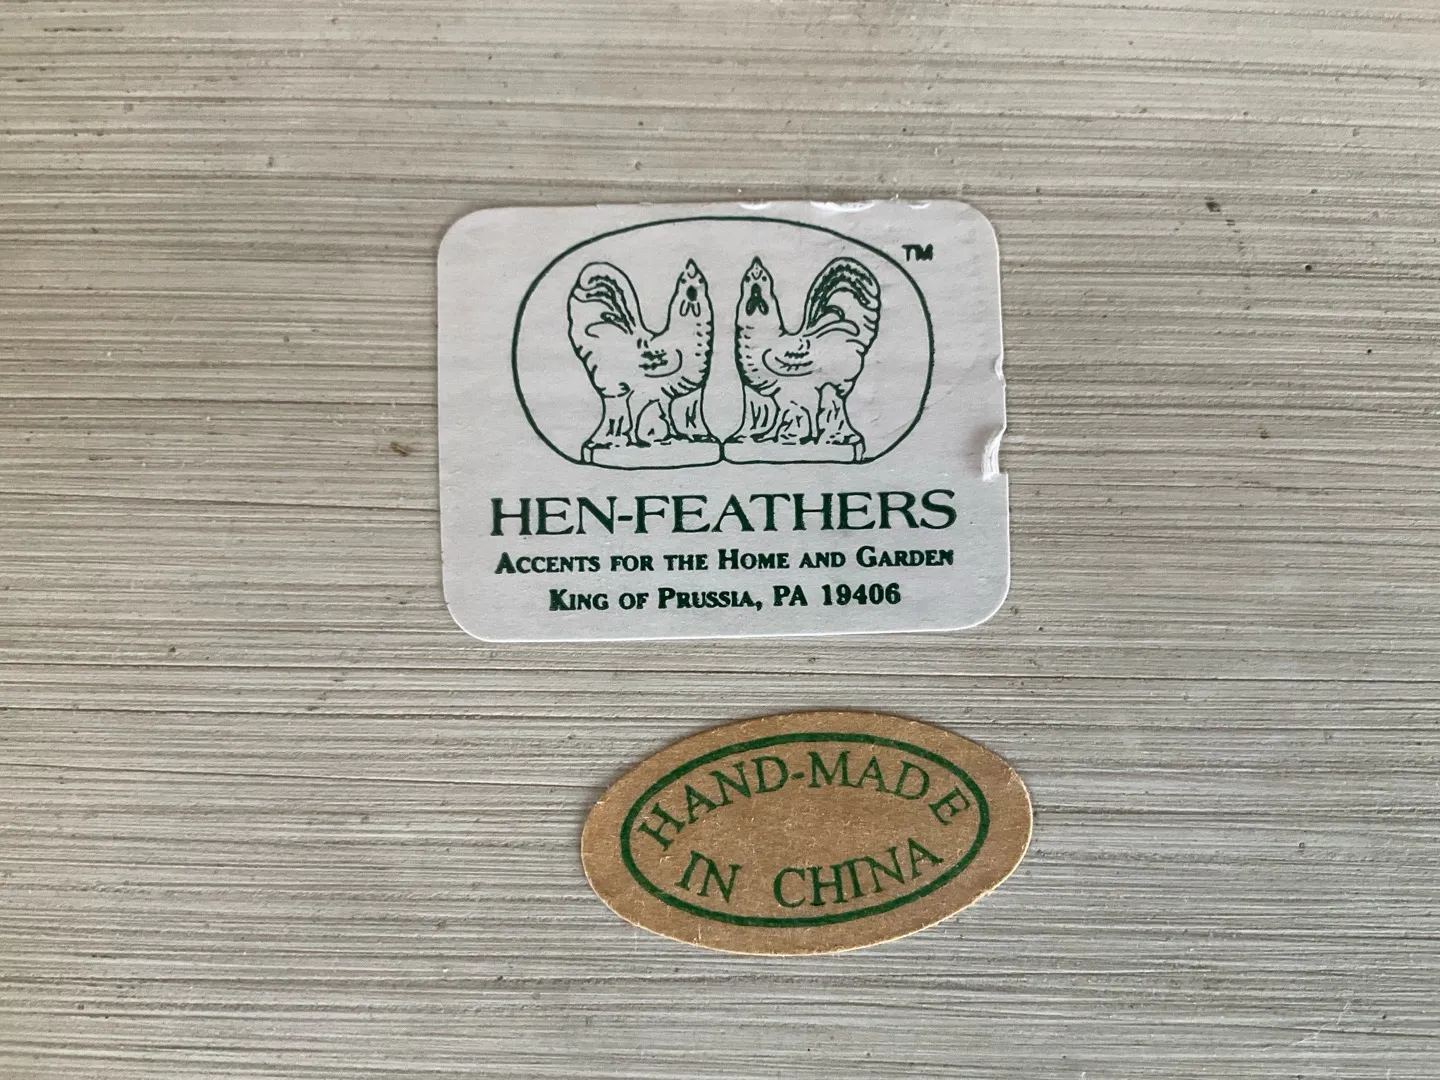 TM
HEN-FEATHERS
ACCENTS FOR THE HOME AND GARDEN
KING OF PRUSSIA, PA 19406
HAND-MADE
IN CHINA